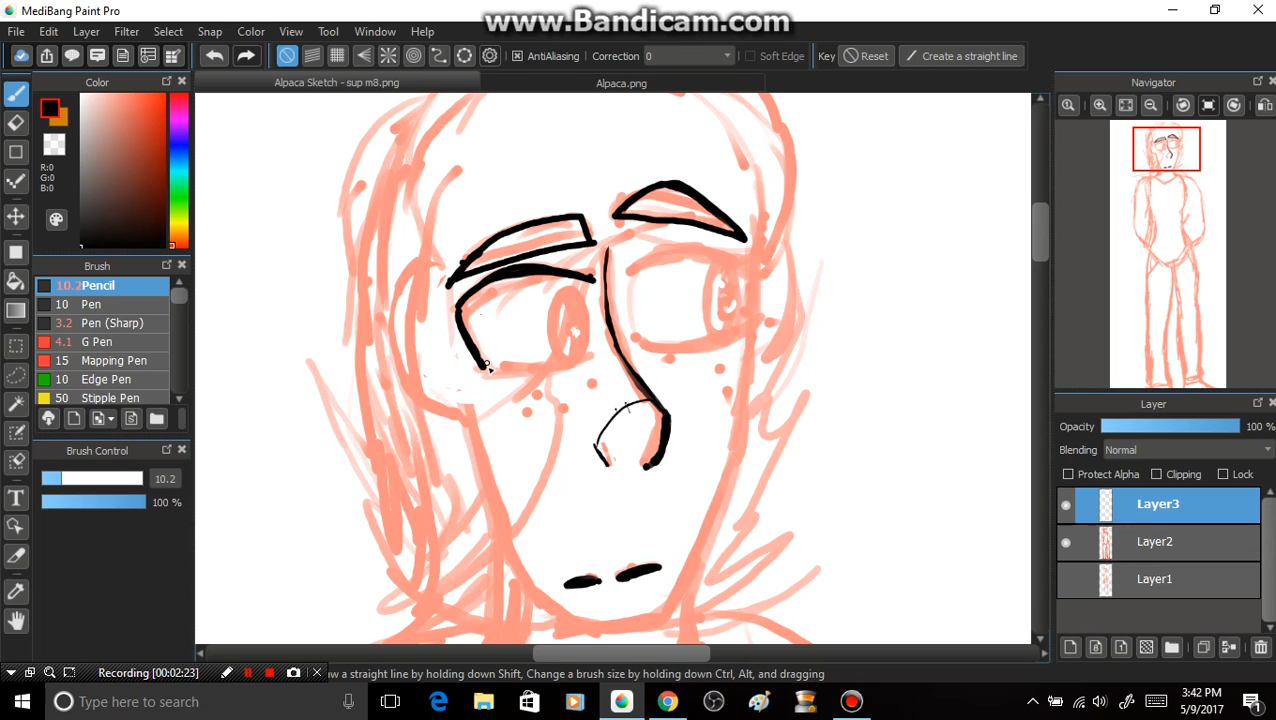 MediBang Paint Pro
www.Bandicam.com
File Edit View Layer Filter Select Snap Color View Tool Window Help
AntiAliasing Correction 0 Soft Edge Key Reset Create a straight line
Color
Alpaca Sketch - sup m8.png
Alpaca.png
Navigator
R:0
G:0
B:0
Brush
10.2 Pencil
10 Pen
3.2 Pen (Sharp)
4.1 G Pen
15 Mapping Pen
10 Edge Pen
50 Stipple Pen
Brush Control
10.2
100 %
Layer
Opacity 100 %
Blending Normal
Protect Alpha Clipping Lock
Layer3
Layer2
Layer1
Recording [00:02:23]
aw a straight line by holding down Shift, Change a brush size by holding down Ctrl, Alt, and dragging
Type here to search
3:42 PM
5/9/2017